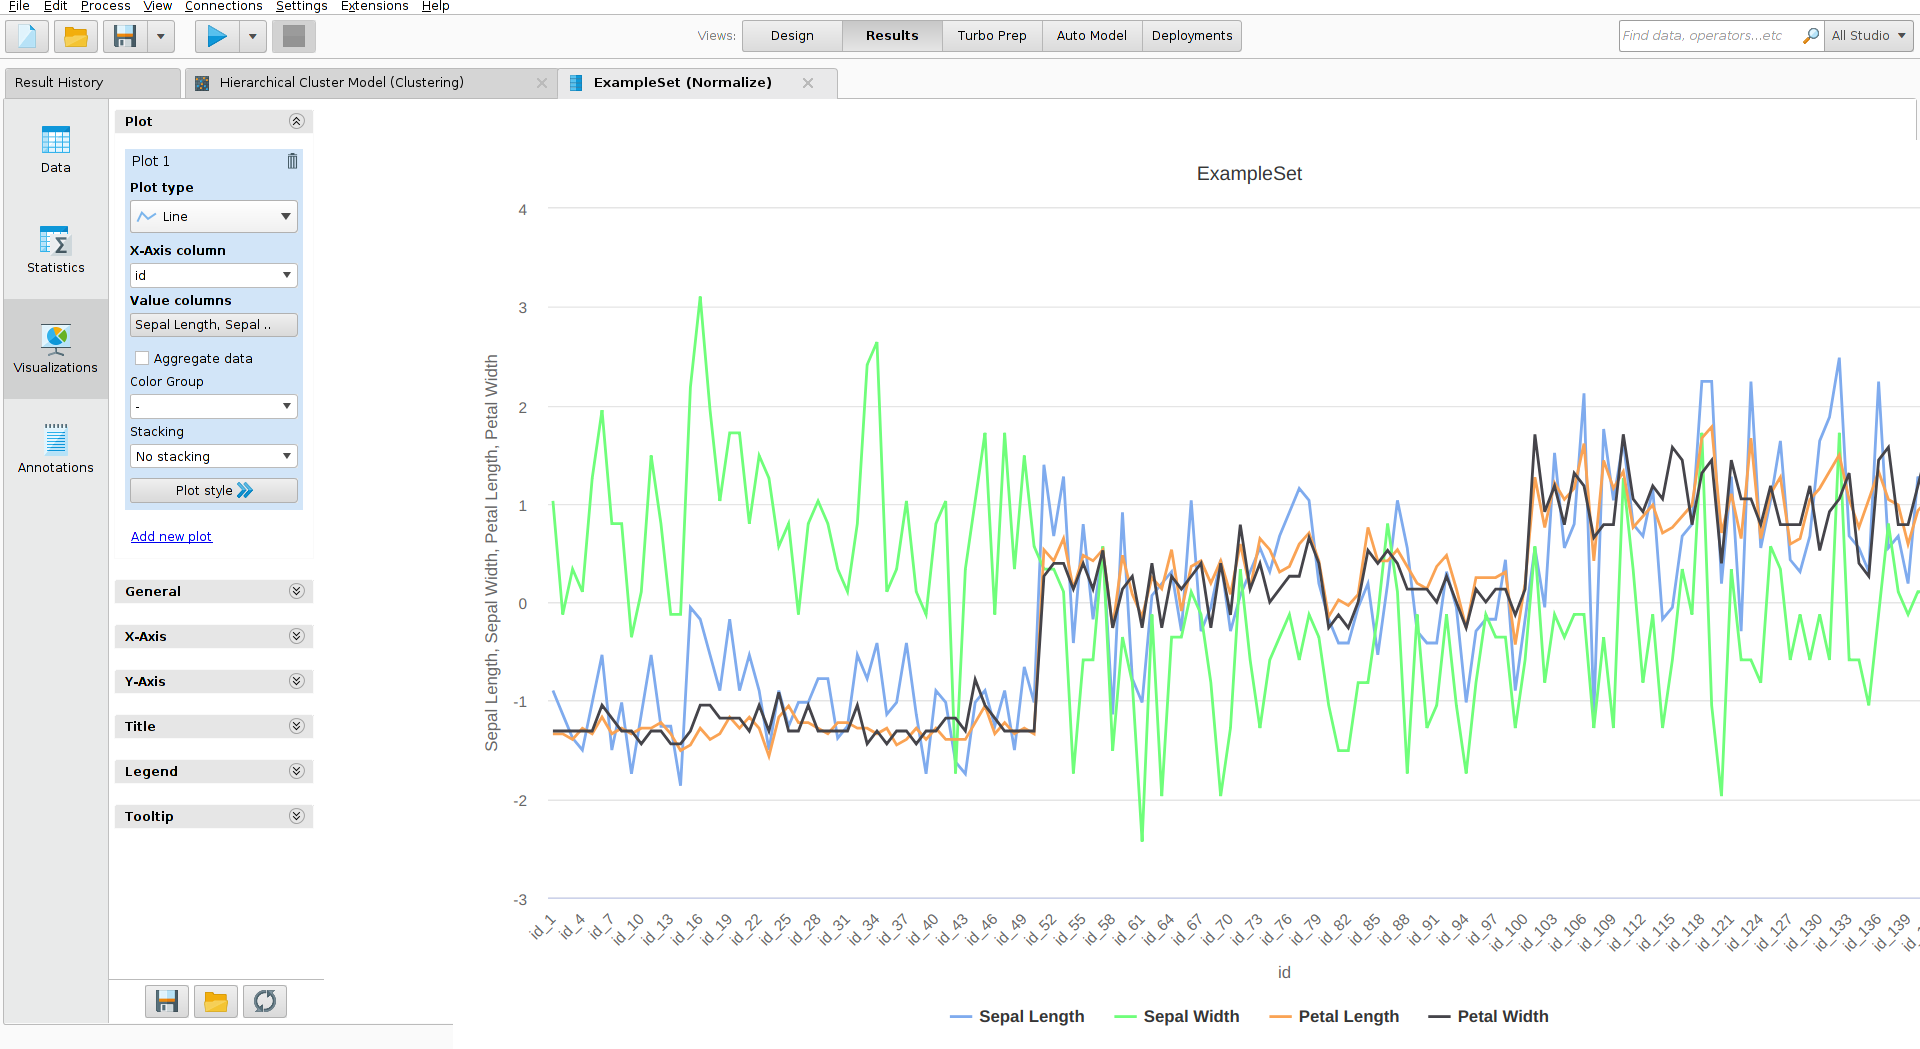 File Edit Process View Connections Settings Extensions Help
Views: Design Results Turbo Prep Auto Model Deployments
Find data, operators...etc All Studio
Result History Hierarchical Cluster Model (Clustering) ExampleSet (Normalize)
Data
Statistics
Visualizations
Annotations
Plot
Plot 1
Plot type
Line
X-Axis column
id
Value columns
Sepal Length, Sepal ..
Aggregate data
Color Group
-
Stacking
No stacking
Plot style
Add new plot
General
X-Axis
Y-Axis
Title
Legend
Tooltip
ExampleSet
Sepal Length, Sepal Width, Petal Length, Petal Width
4
3
2
1
0
-1
-2
-3
id_1 id_4 id_7 id_10 id_13 id_16 id_19 id_22 id_25 id_28 id_31 id_34 id_37 id_40 id_43 id_46 id_49 id_52 id_55 id_58 id_61 id_64 id_67 id_70 id_73 id_76 id_79 id_82 id_85 id_88 id_91 id_94 id_97 id_100 id_103 id_106 id_109 id_112 id_115 id_118 id_121 id_124 id_127 id_130 id_133 id_136 id_139
id
Sepal Length Sepal Width Petal Length Petal Width